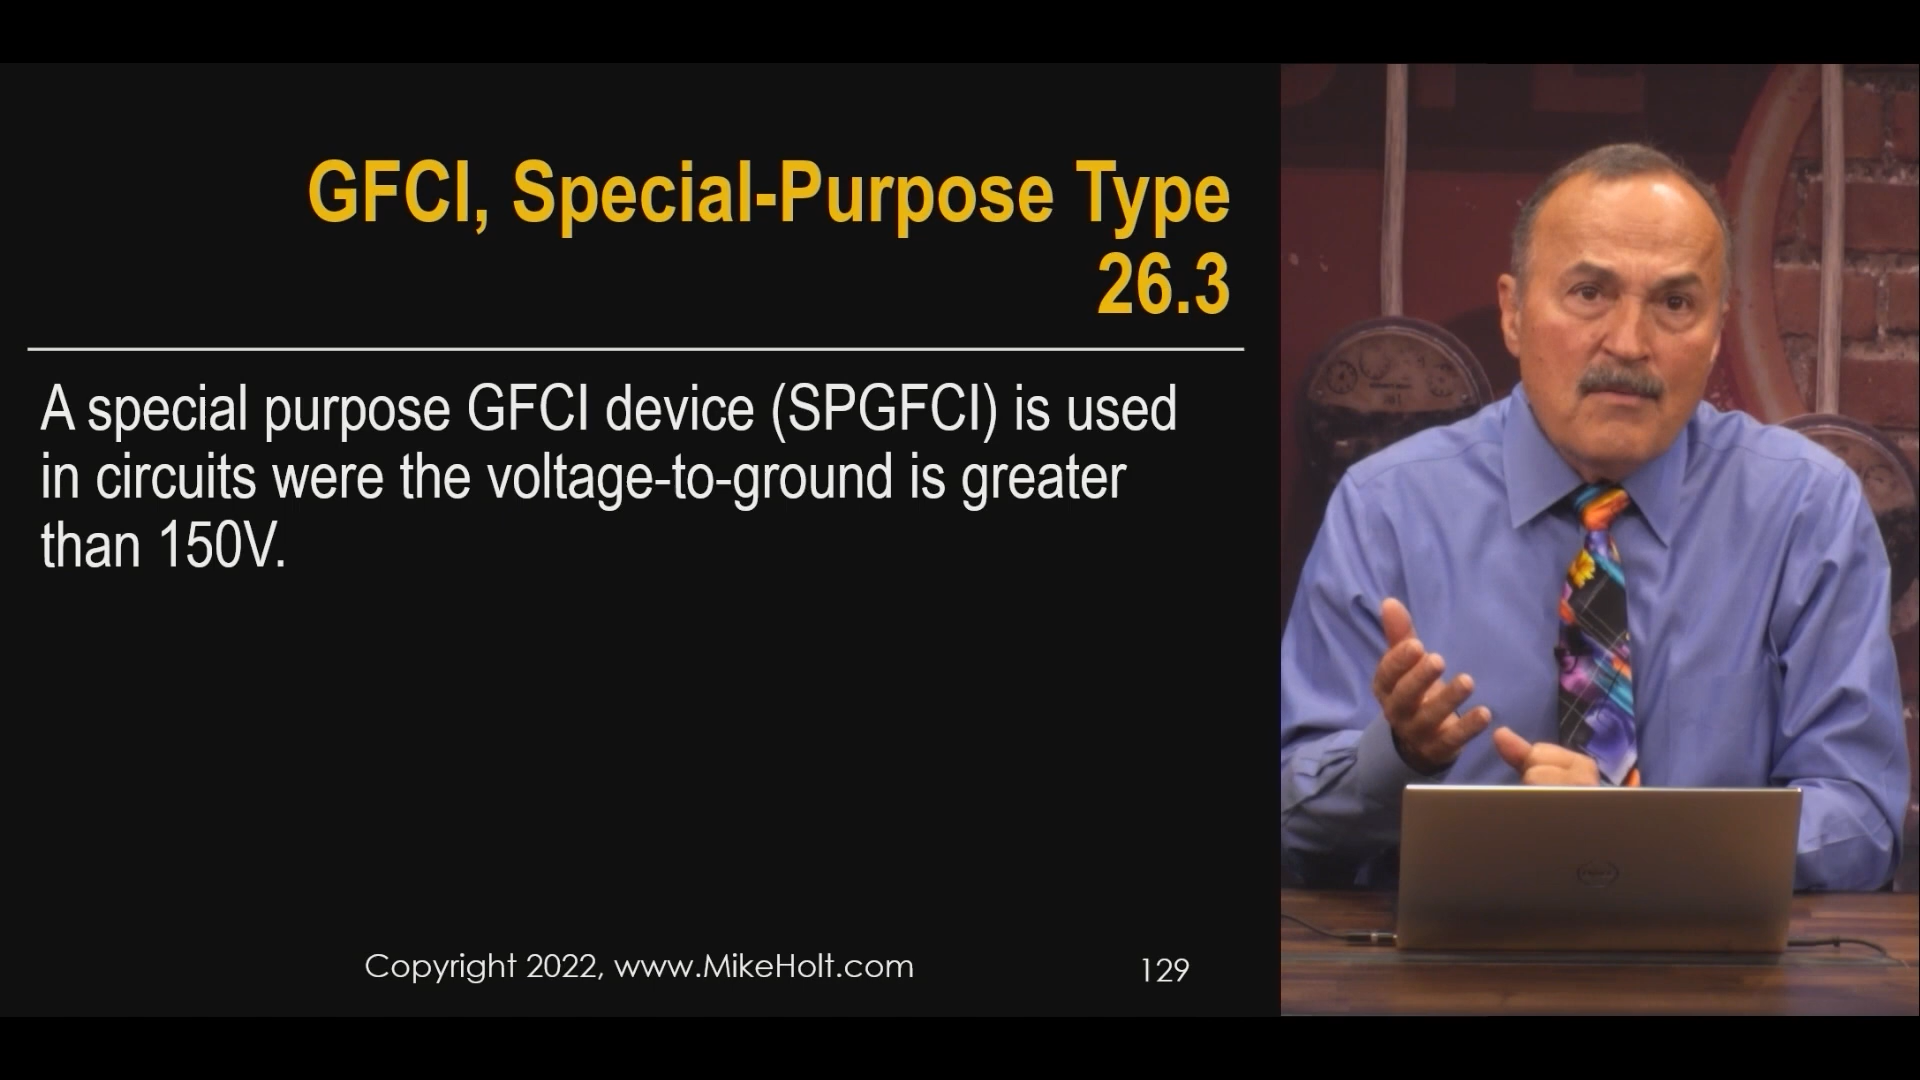 GFCI, Special-Purpose Type
26.3
A special purpose GFCI device (SPGFCI) is used
in circuits were the voltage-to-ground is greater
than 150V.
Copyright 2022, www.MikeHolt.com
129